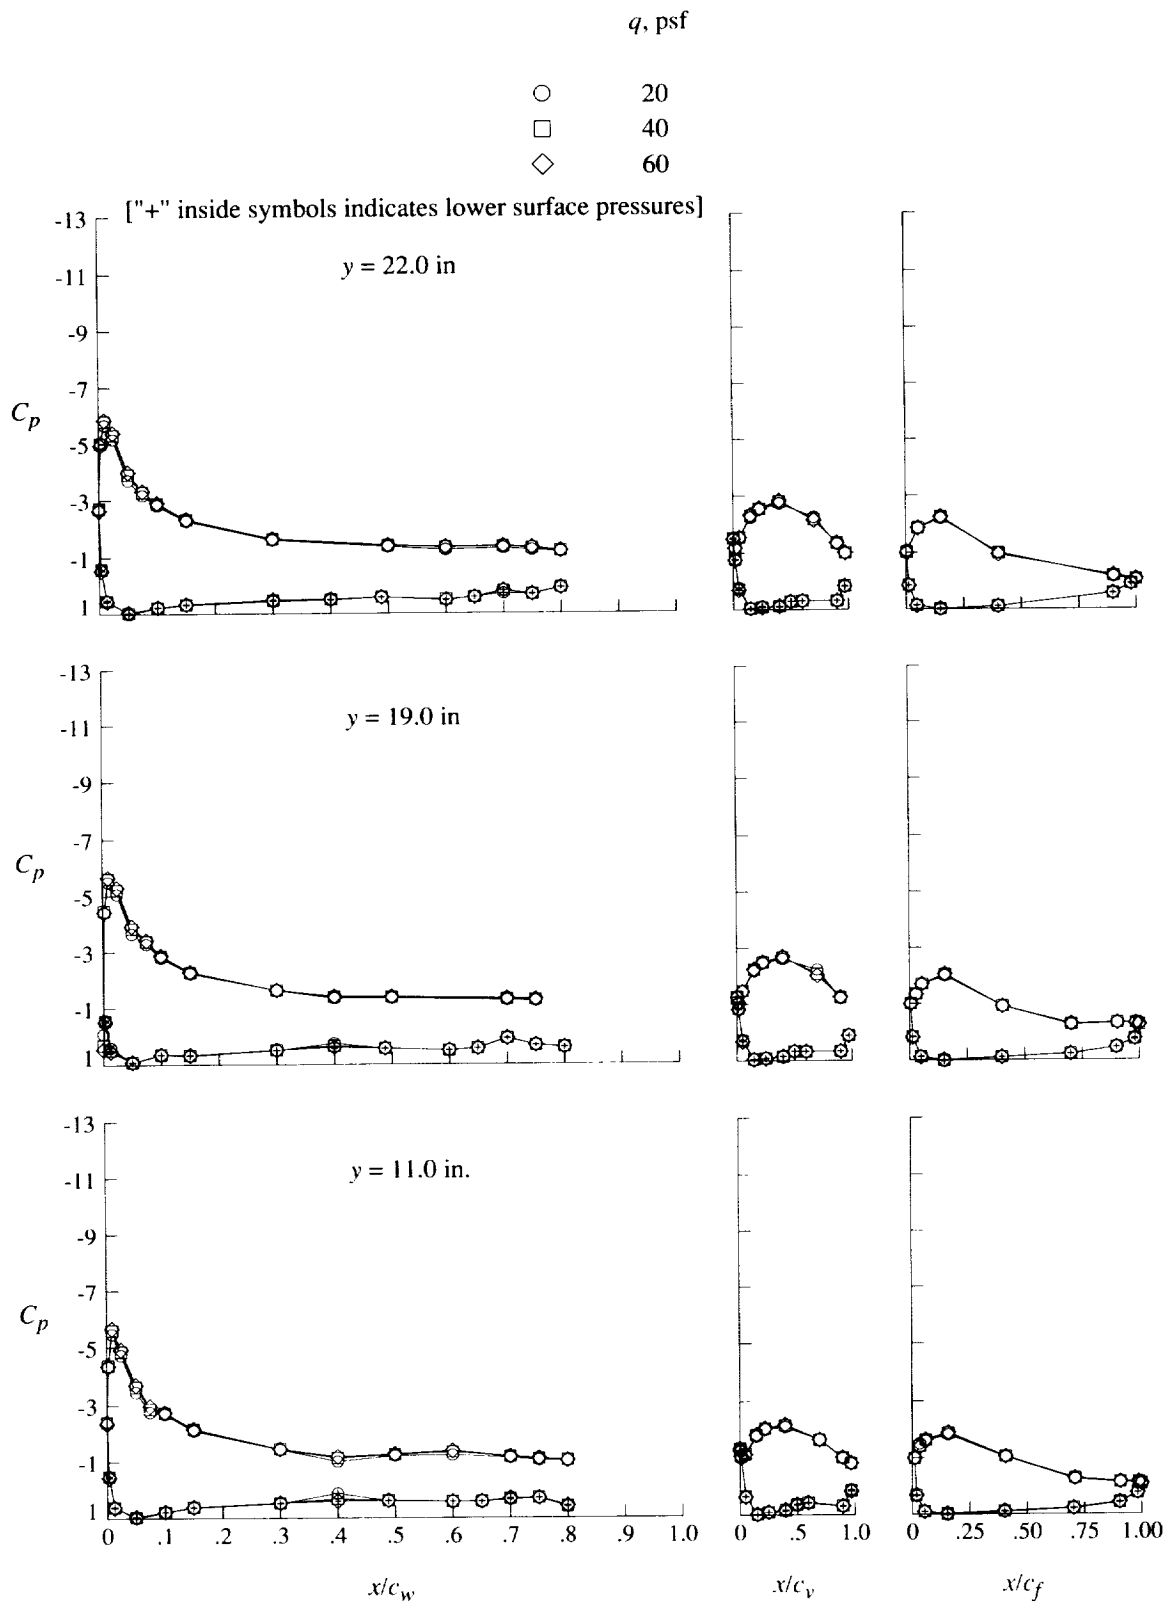 q, psf
20
40
60
["+" inside symbols indicates lower surface pressures]
y = 22.0 in
-13
-11
-9
-7
-5
-3
-1
1
C_p
y = 19.0 in
-13
-11
-9
-7
-5
-3
-1
1
C_p
y = 11.0 in.
-13
-11
-9
-7
-5
-3
-1
1
C_p
0 .1 .2 .3 .4 .5 .6 .7 .8 1.0
0 .5 1.0
0 .25 .50 .75 1.00
x/c_w
x/c_v
x/c_f